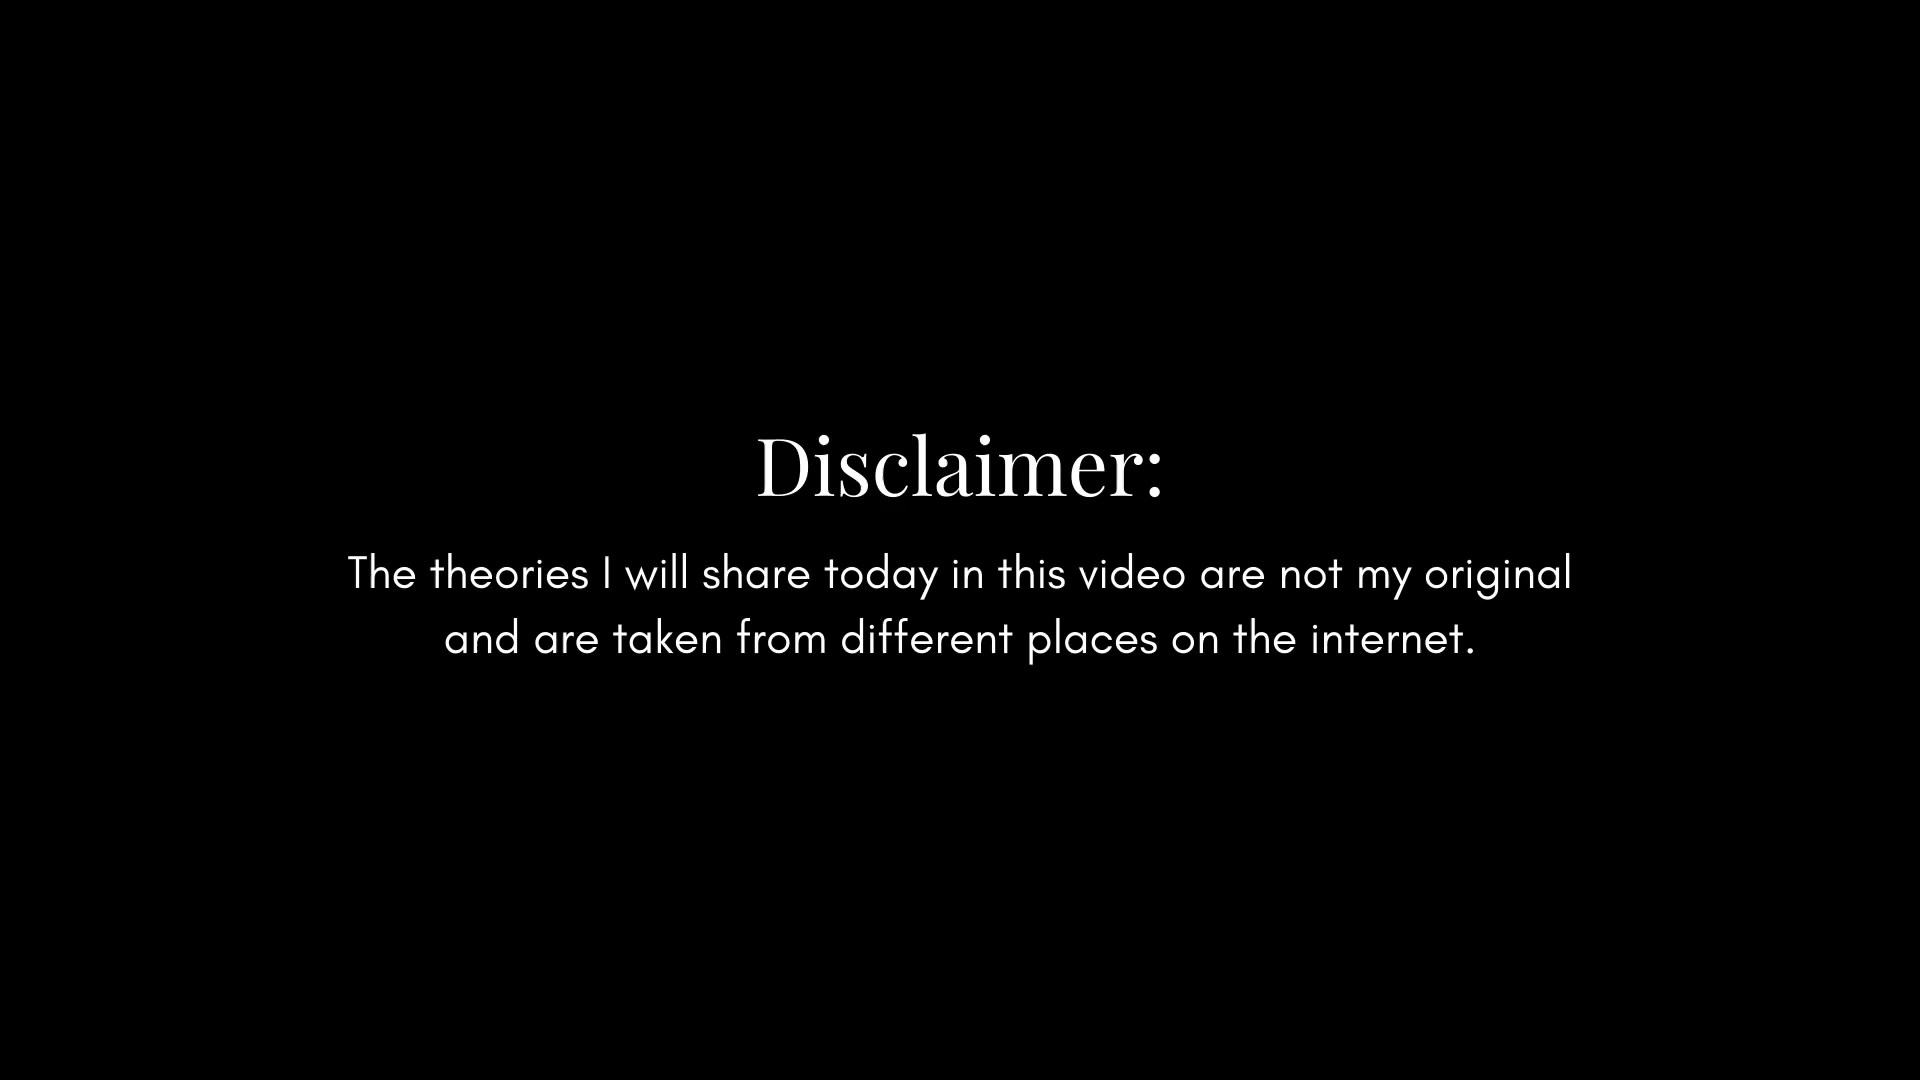 Disclaimer:
The theories I will share today in this video are not my original
and are taken from different places on the internet.